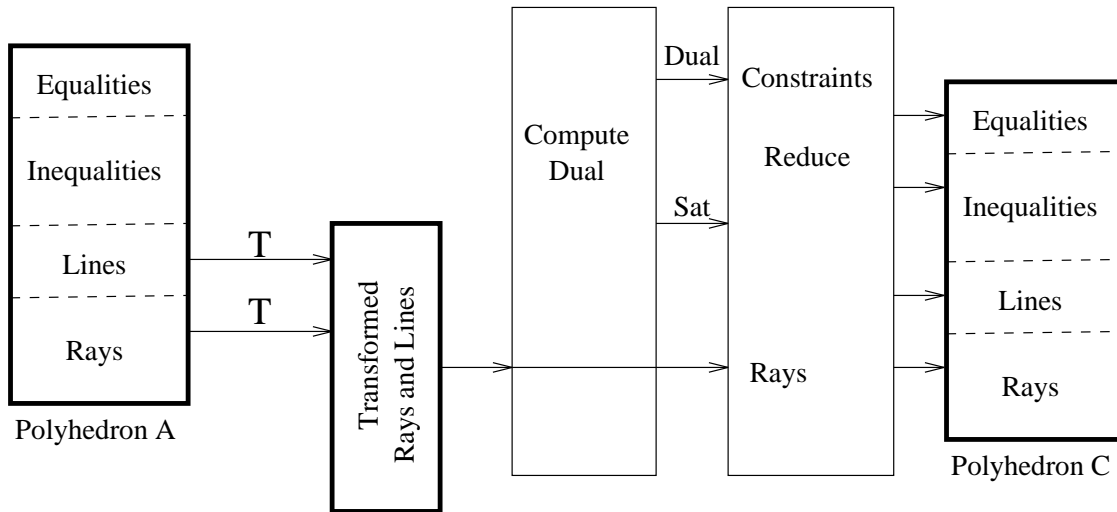 Equalities
Inequalities
Lines
Rays
Polyhedron A
T
T
Transformed
Rays and Lines
Compute
Dual
Dual
Sat
Constraints
Reduce
Rays
Equalities
Inequalities
Lines
Rays
Polyhedron C